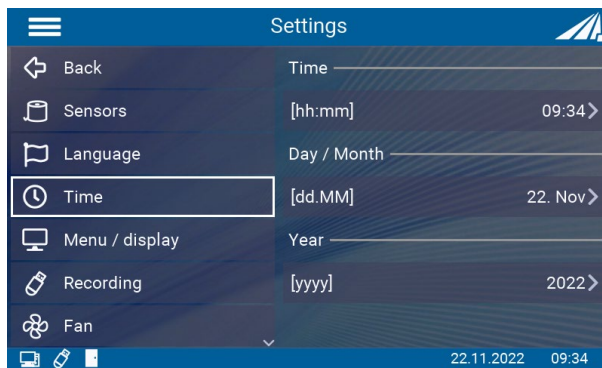 Settings
Back
Sensors
Language
Time
Menu / display
Recording
Fan
Time
[hh:mm] 09:34
Day / Month
[dd.MM] 22. Nov
Year
[yyyy] 2022
22.11.2022 09:34